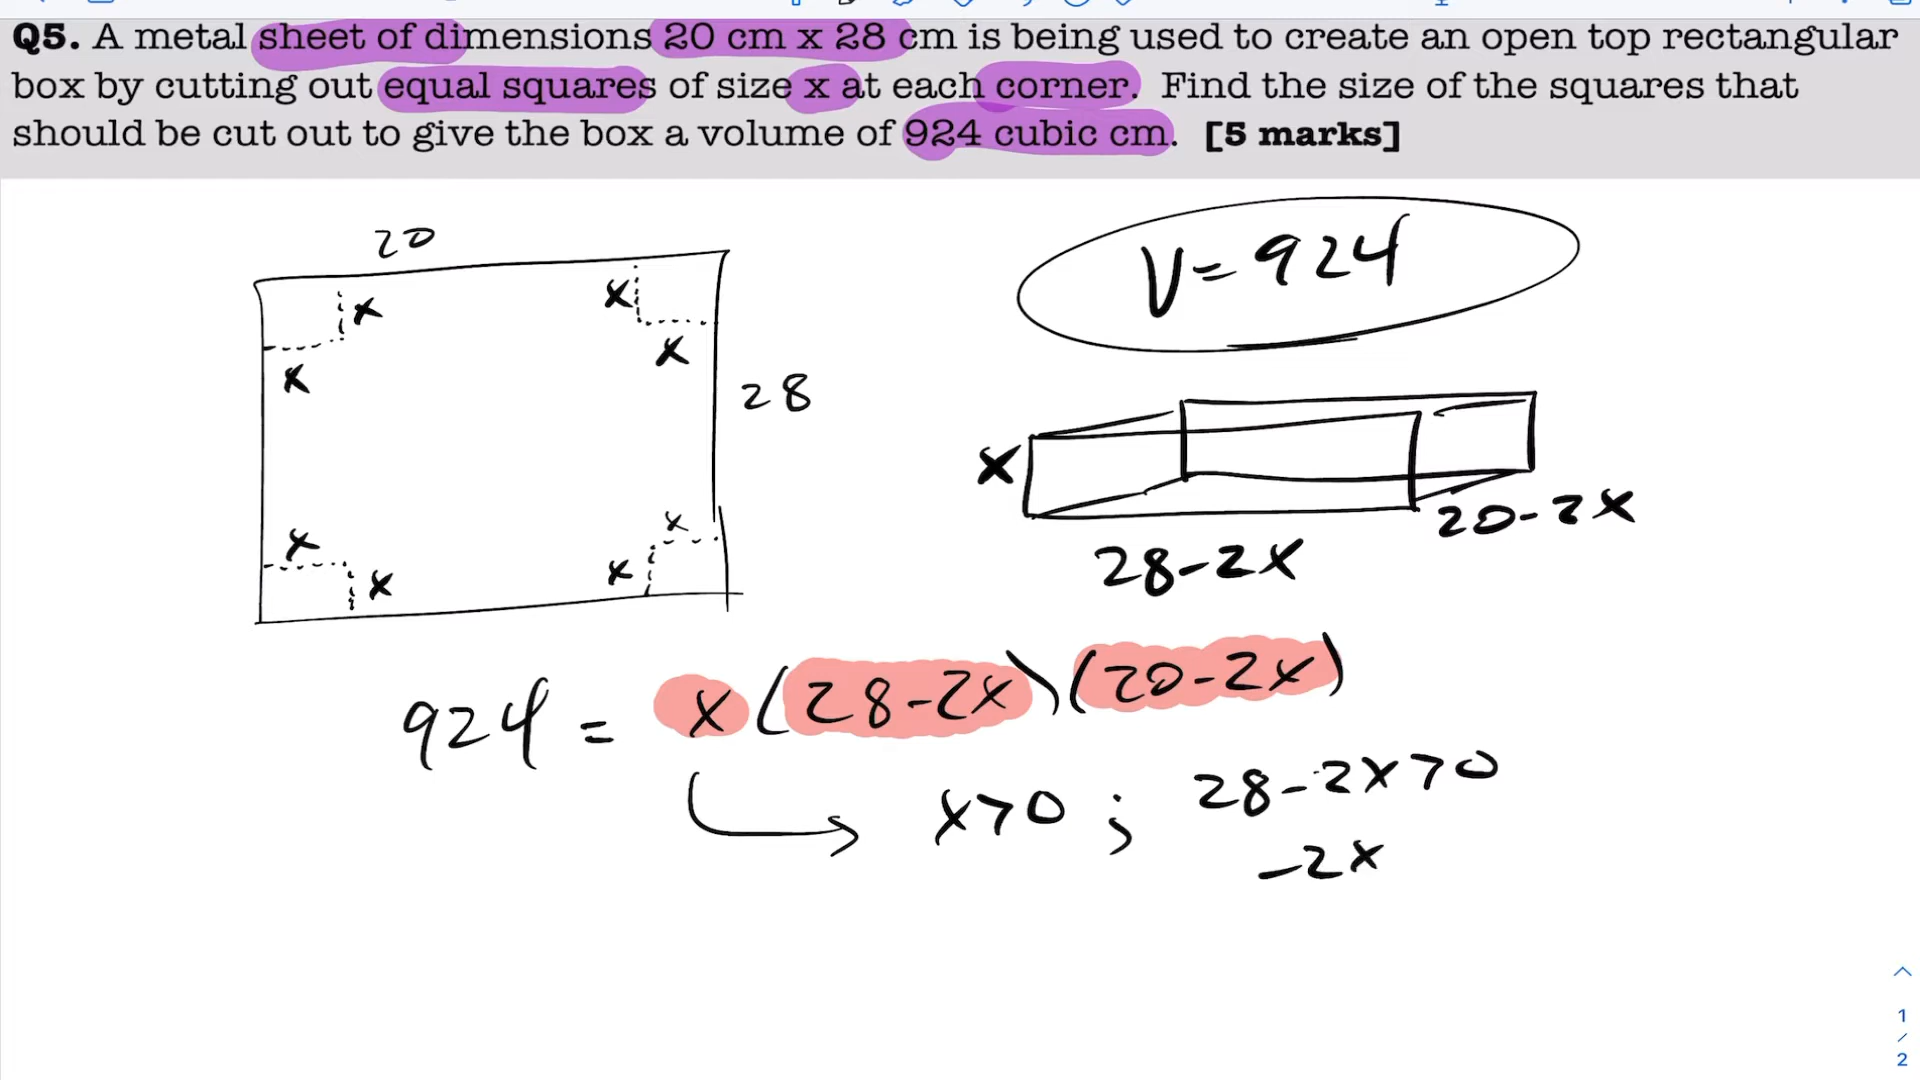 Q5. A metal sheet of dimensions 20 cm x 28 cm is being used to create an open top rectangular
box by cutting out equal squares of size x at each corner. Find the size of the squares that
should be cut out to give the box a volume of 924 cubic cm. [5 marks]
20
V=924
x
x
x
x
28
x
20-2x
28-2x
x
x
x
x
924 = x(28-2x)(20-2x)
x>0 ; 28-2x>0
-2x
1
/
2